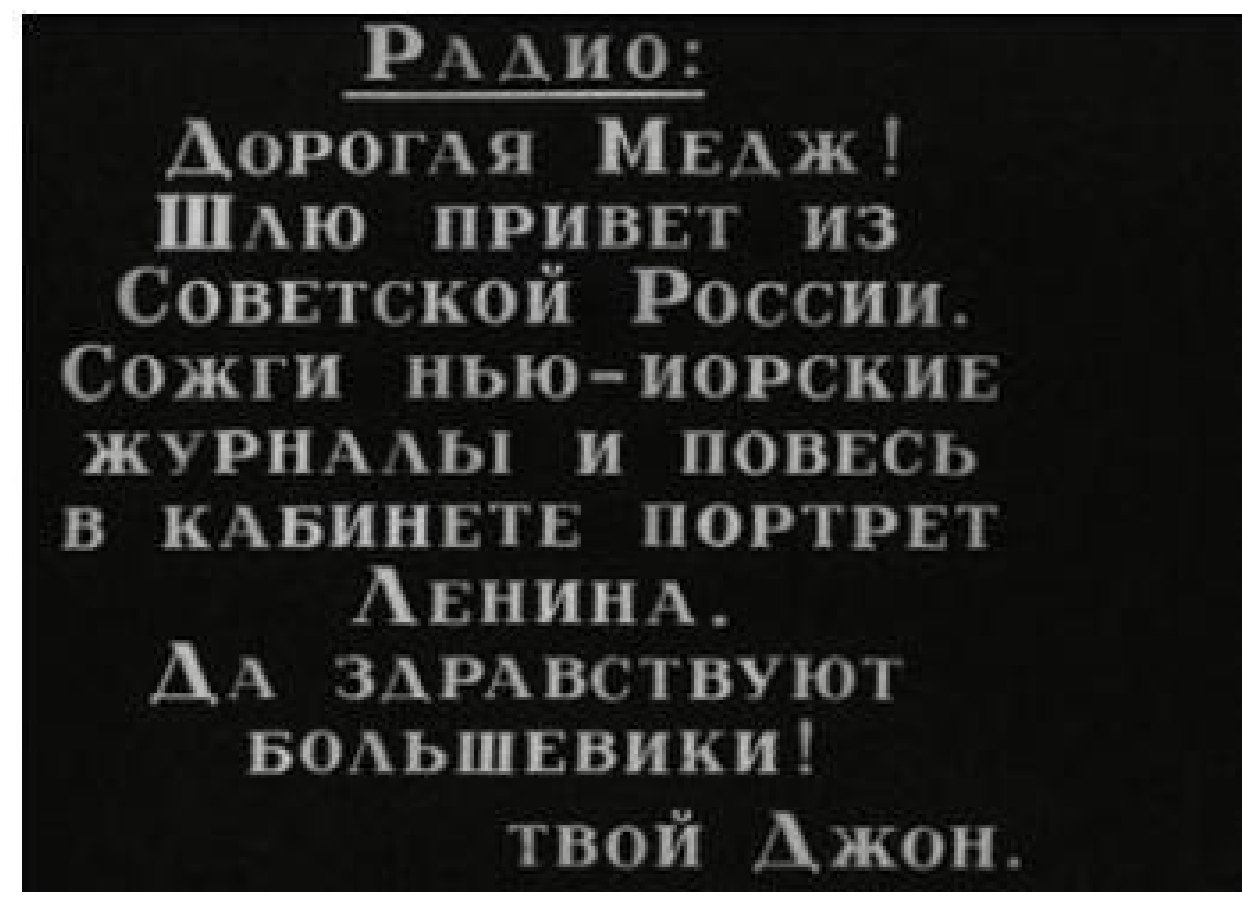 Радио:
Дорогая Медж!
Шлю привет из
Советской России.
Сожги нью-иорские
журналы и повесь
в кабинете портрет
Ленина.
Да здравствуют
большевики!
твой Джон.